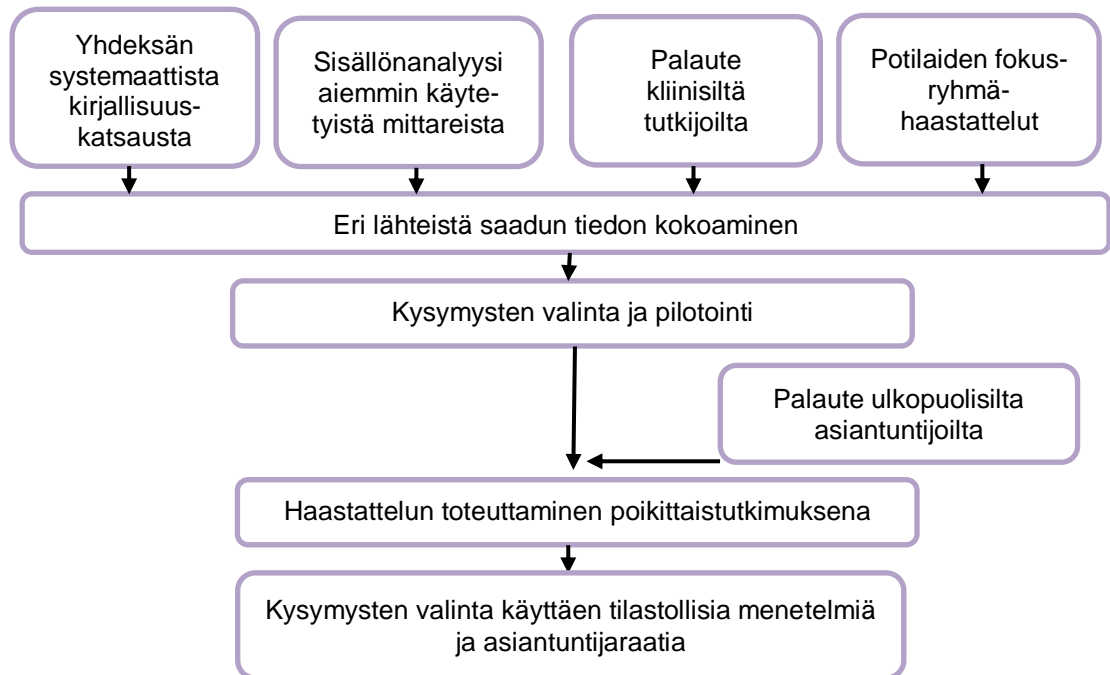 Yhdeksän
systemaattista
kirjallisuus-
katsausta
Sisällönanalyysi
aiemmin käyte-
tyistä mittareista
Palaute
kliinisiltä
tutkijoilta
Potilaiden fokus-
ryhmä-
haastattelut
Eri lähteistä saadun tiedon kokoaminen
Kysymysten valinta ja pilotointi
Palaute ulkopuolisilta
asiantuntijoilta
Haastattelun toteuttaminen poikittaistutkimuksena
Kysymysten valinta käyttäen tilastollisia menetelmiä
ja asiantuntijaraatia